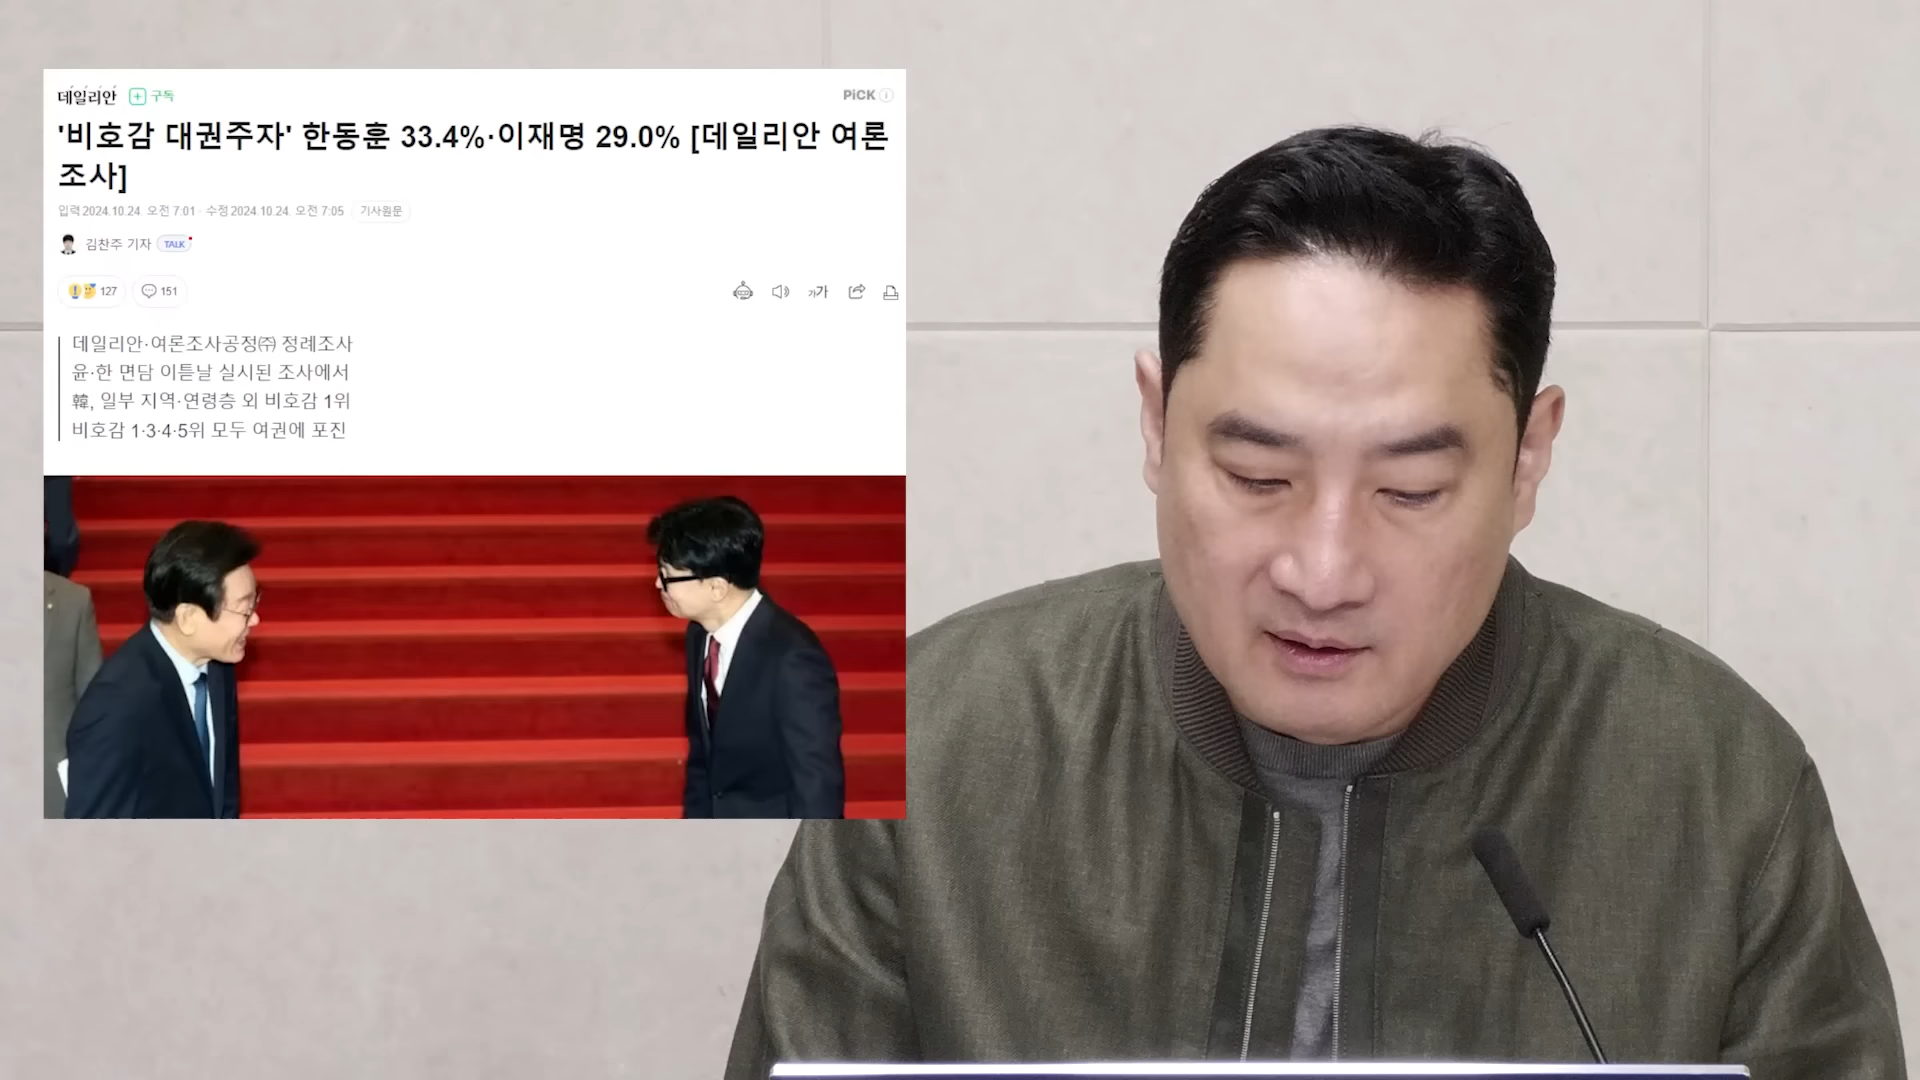 데일리안 구독
PiCK
'비호감 대권주자' 한동훈 33.4%·이재명 29.0% [데일리안 여론
조사]
입력 2024.10.24. 오전 7:01 · 수정 2024.10.24. 오전 7:05 기사원문
김찬주 기자 TALK
127 151
가가
데일리안·여론조사공정㈜ 정례조사
윤·한 면담 이튿날 실시된 조사에서
韓, 일부 지역·연령층 외 비호감 1위
비호감 1·3·4·5위 모두 여권에 포진